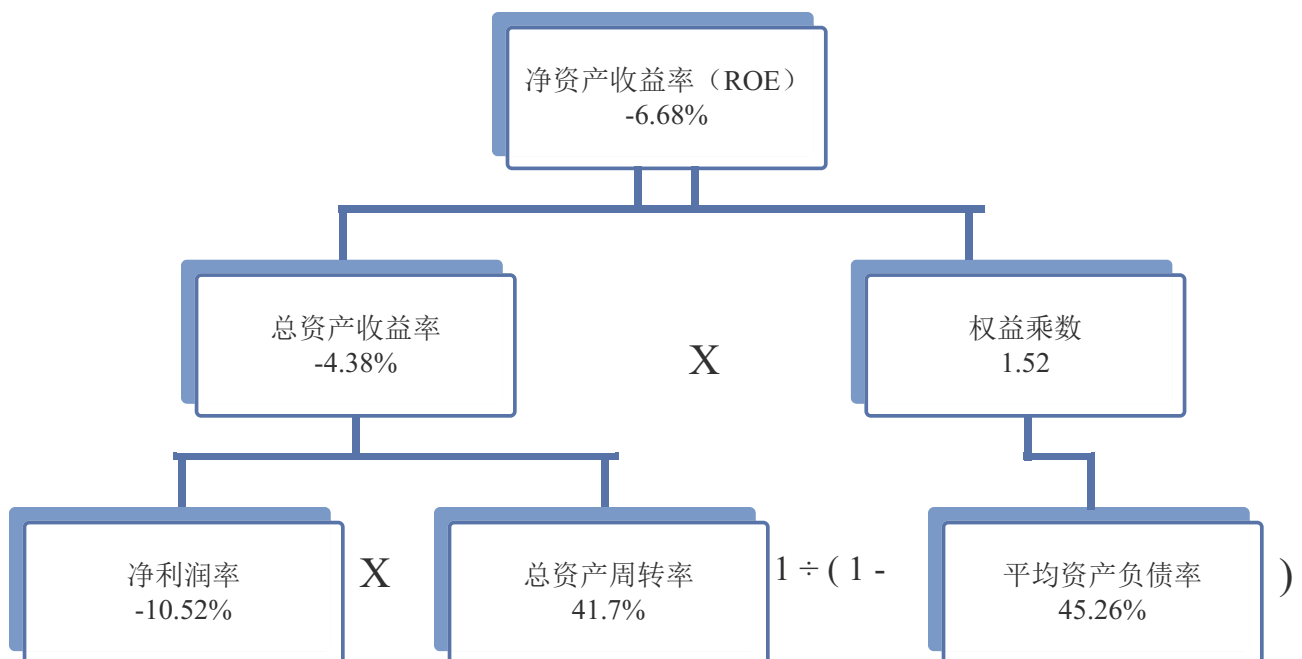 净资产收益率（ROE）
-6.68%
总资产收益率
-4.38%
X
权益乘数
1.52
净利润率
-10.52%
X
总资产周转率
41.7%
1 ÷ ( 1 -
平均资产负债率
45.26%
)